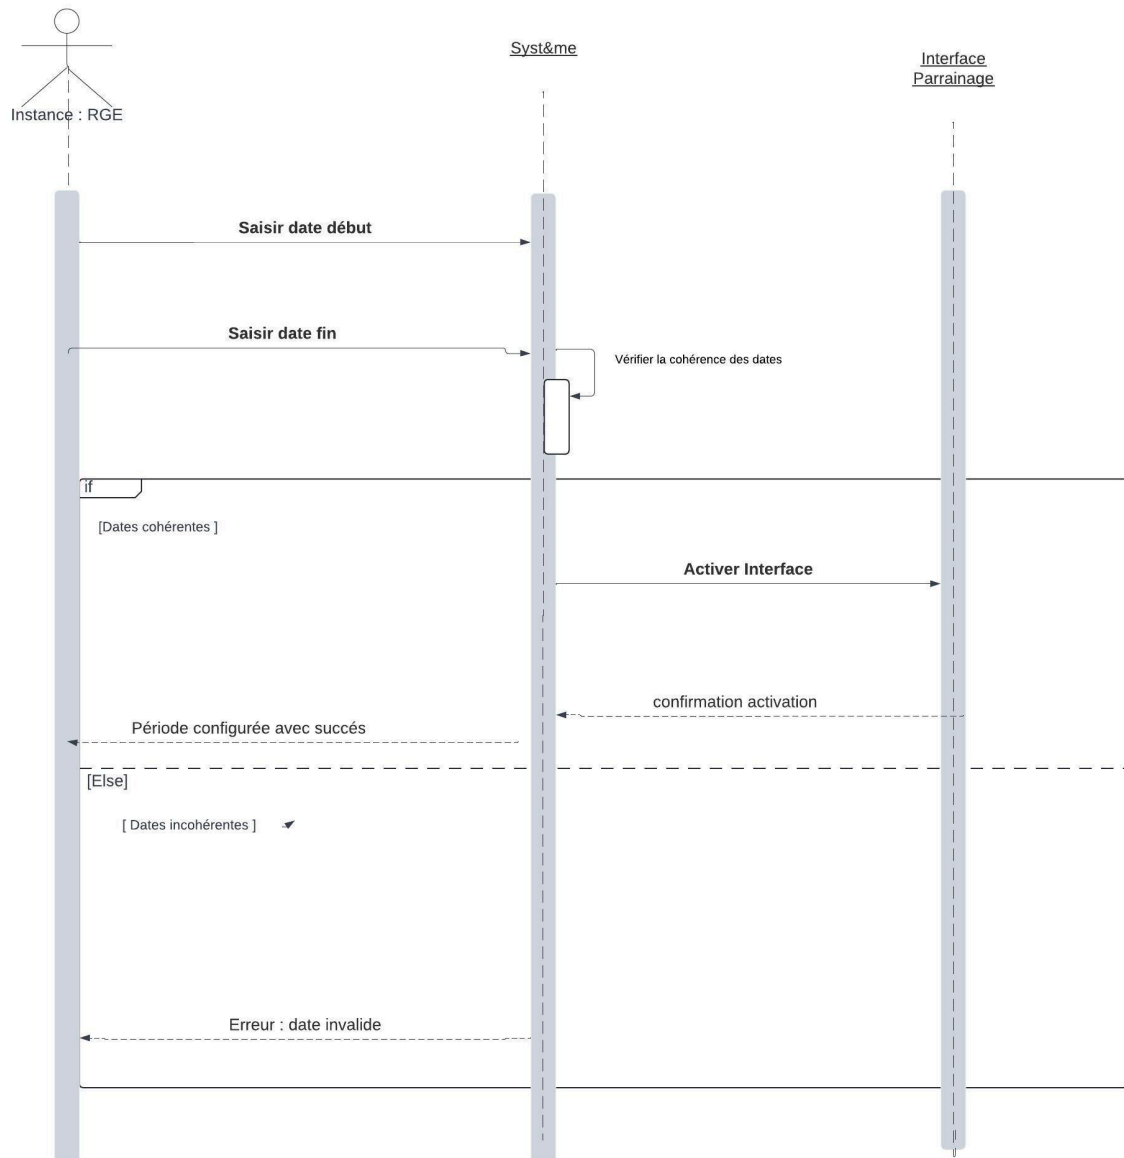 Syst&me
Interface
Parrainage
Instance : RGE
Saisir date début
Saisir date fin
Vérifier la cohérence des dates
if
[Dates cohérentes ]
Activer Interface
confirmation activation
Période configurée avec succés
[Else]
[ Dates incohérentes ]
Erreur : date invalide